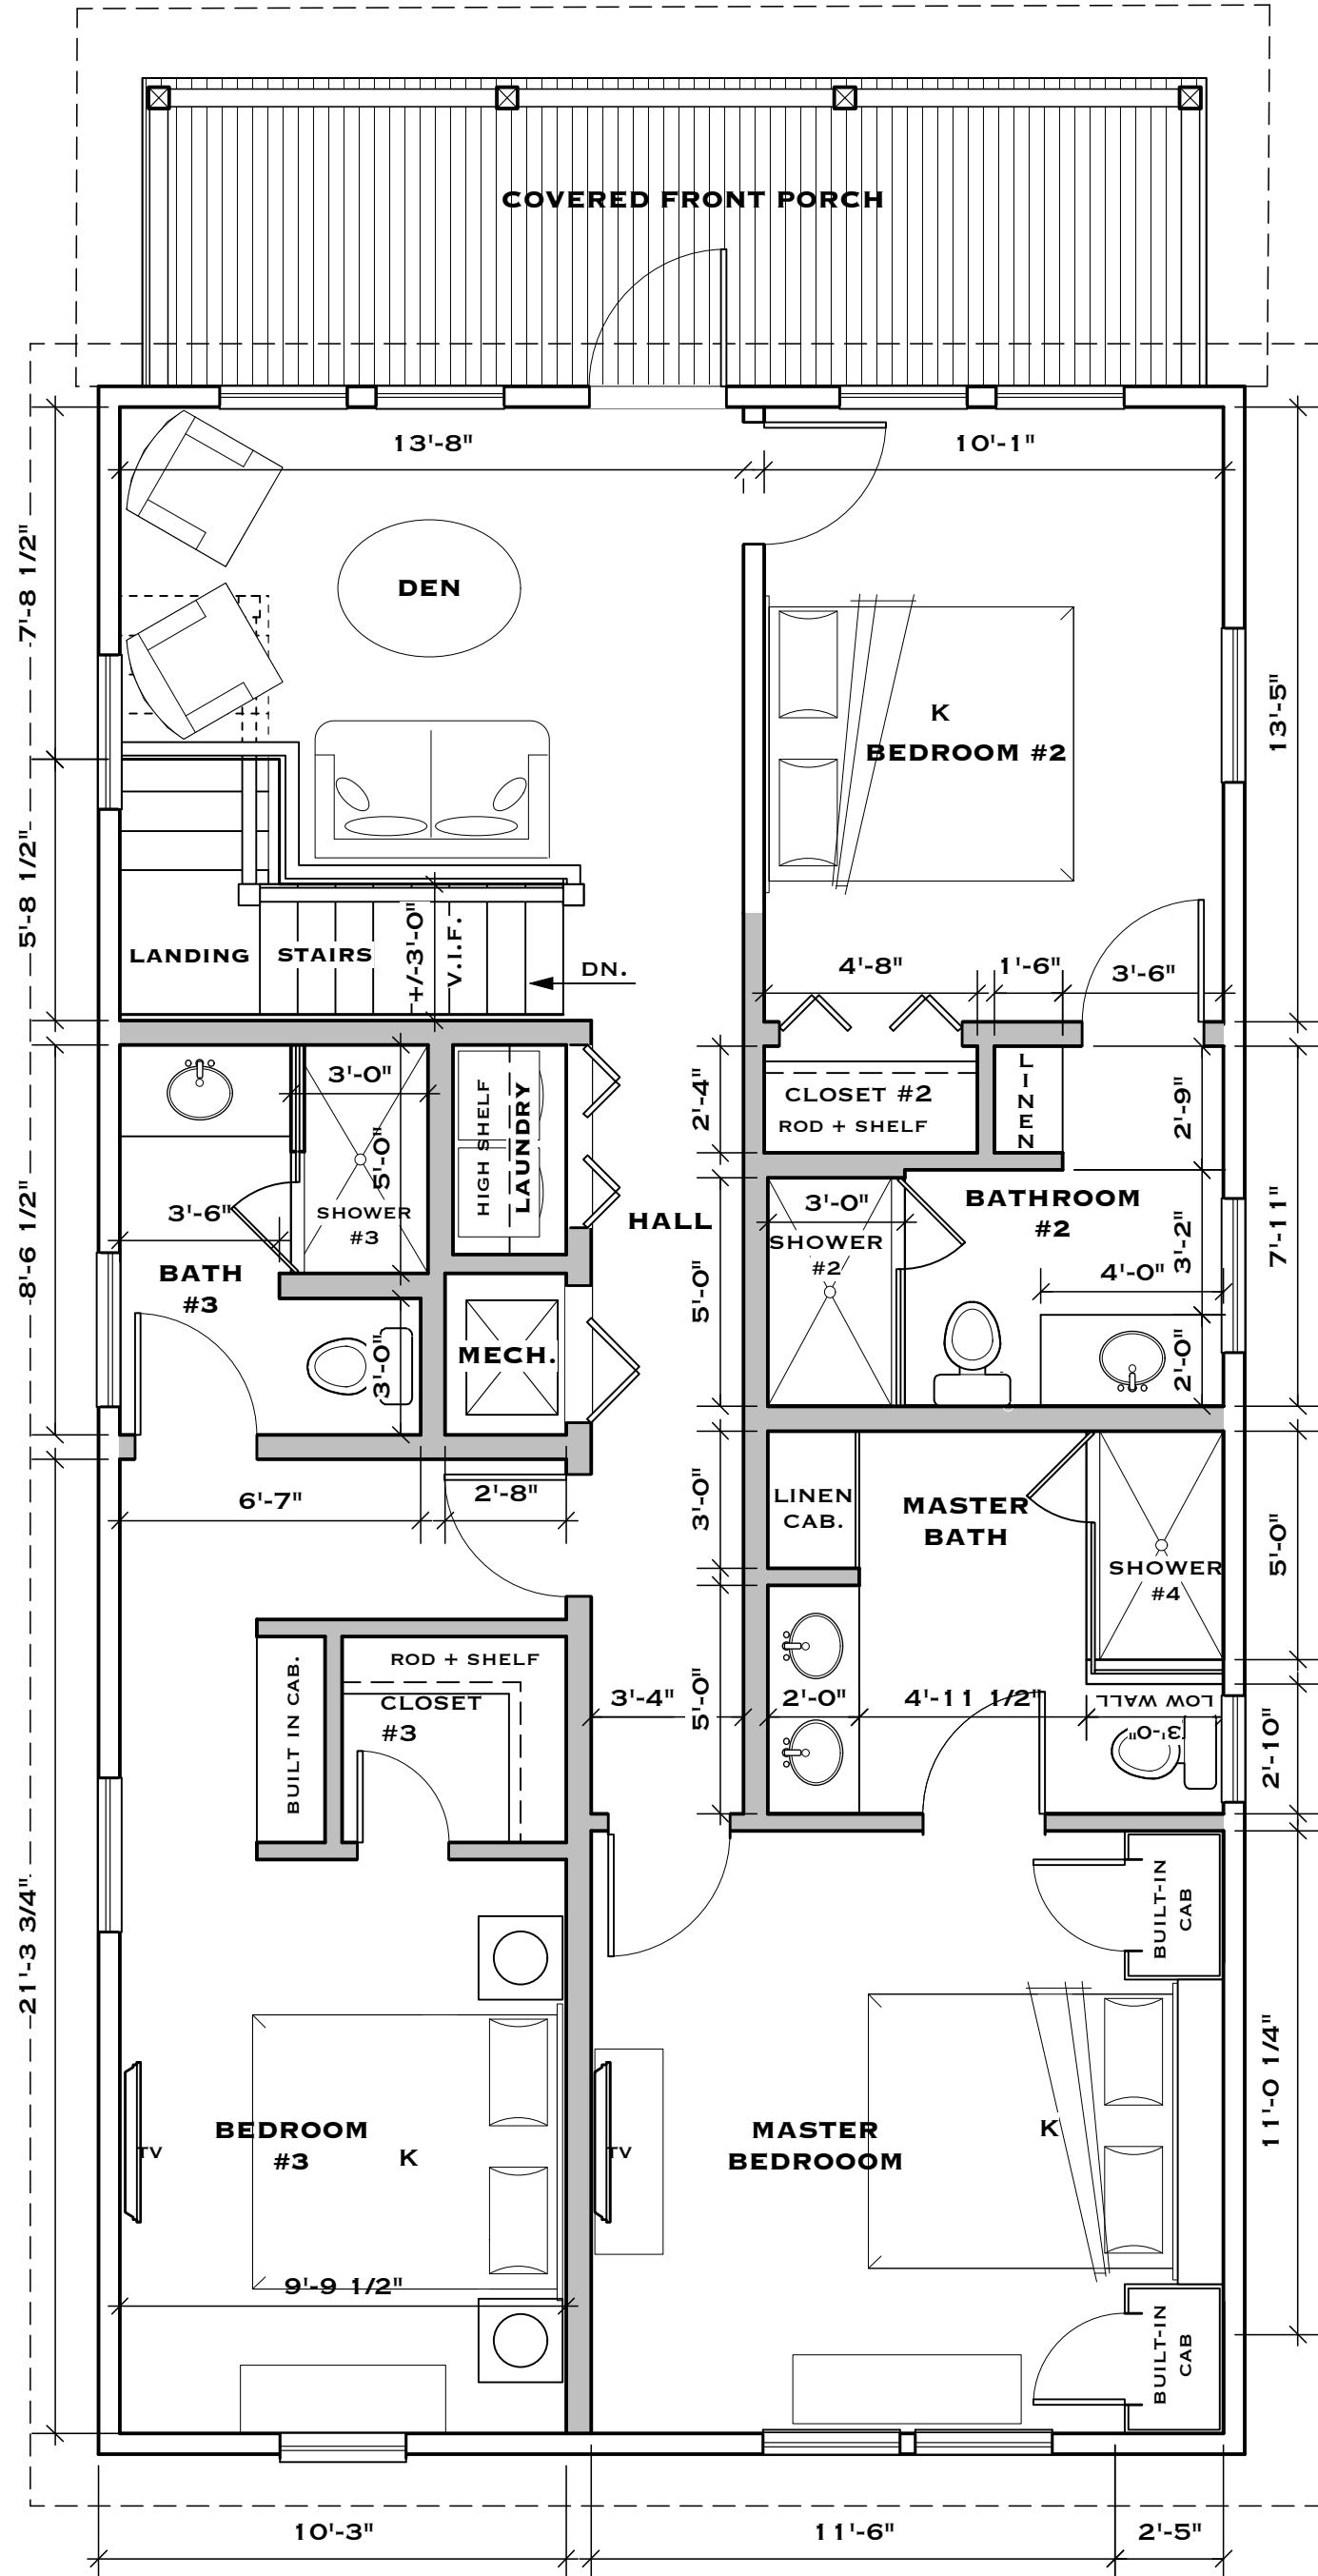 COVERED FRONT PORCH
13'-8"
10'-1"
7'-8 1/2"
DEN
13'-5"
K
BEDROOM #2
5'-8 1/2"
LANDING
STAIRS
+/-3'-0"
V.I.F.
DN.
4'-8"
1'-6"
3'-6"
3'-0"
2'-4"
CLOSET #2
ROD + SHELF
LINEN
2'-9"
HIGH SHELF
LAUNDRY
5'-0"
SHOWER
#3
3'-6"
8'-6 1/2"
BATH
#3
HALL
3'-0"
SHOWER
#2
BATHROOM
#2
3'-2"
7'-11"
4'-0"
5'-0"
3'-0"
MECH.
2'-0"
6'-7"
2'-8"
3'-0"
LINEN
CAB.
MASTER
BATH
5'-0"
SHOWER
#4
BUILT IN CAB.
ROD + SHELF
CLOSET
#3
3'-4"
5'-0"
2'-0"
4'-11 1/2"
LOW WALL
3'-0"
2'-10"
21'-3 3/4"
BUILT-IN
CAB
11'-0 1/4"
BEDROOM
#3
K
TV
TV
MASTER
BEDROOOM
K
9'-9 1/2"
BUILT-IN
CAB
10'-3"
11'-6"
2'-5"